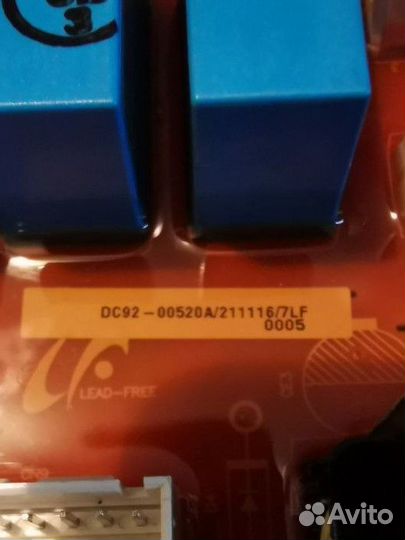 DC92-00520A/211116/7LF
0005
LEAD-FREE
Avito